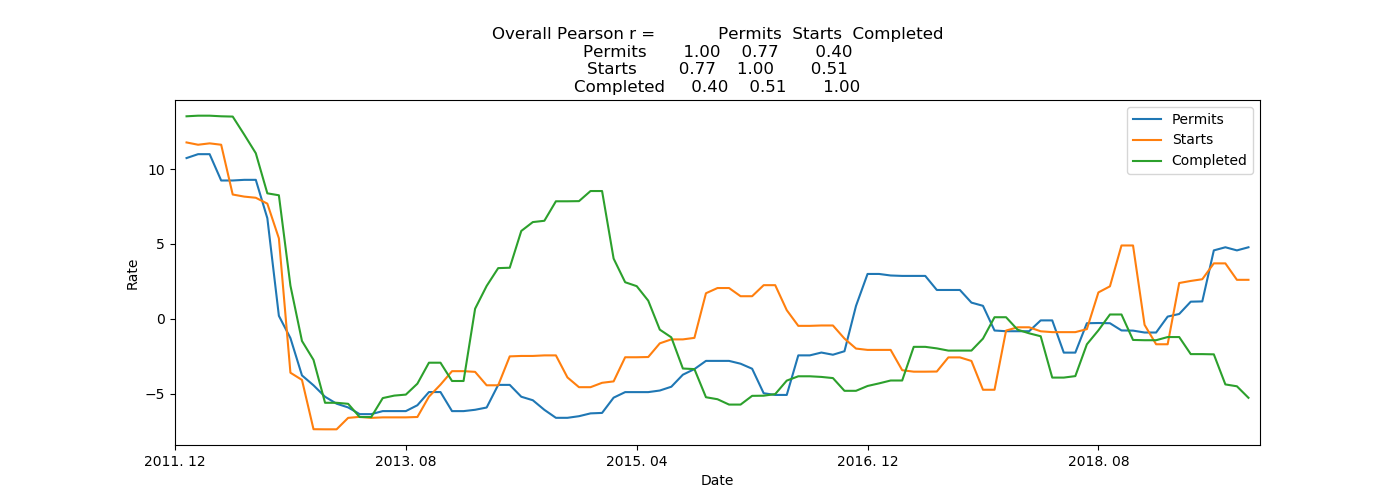 Overall Pearson r =            Permits  Starts  Completed
Permits       1.00    0.77       0.40
Starts        0.77    1.00       0.51
Completed     0.40    0.51       1.00
Permits
Starts
Completed
10
5
0
−5
Rate
2011. 12
2013. 08
2015. 04
2016. 12
2018. 08
Date